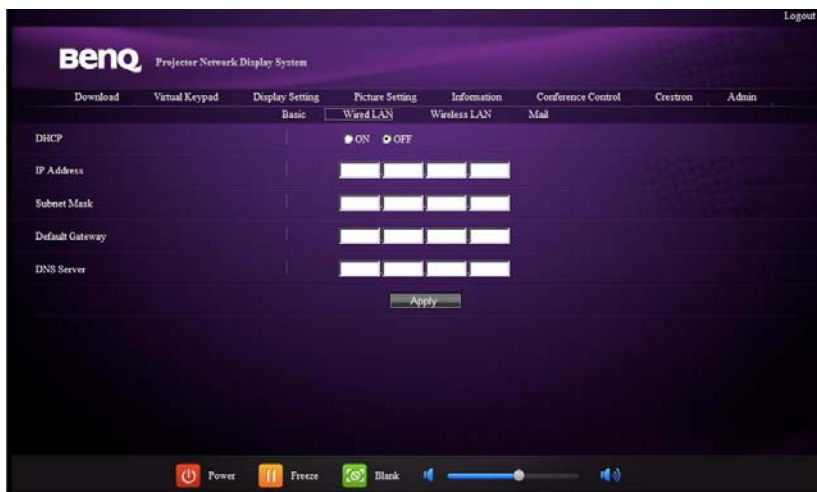 Logout
BenQ Projector Network Display System
Download Virtual Keypad Display Setting Picture Setting Information Conference Control Crestron Admin
Basic Wired LAN Wireless LAN Mail
DHCP ON OFF
IP Address
Subnet Mask
Default Gateway
DNS Server
Apply
Power Freeze Blank